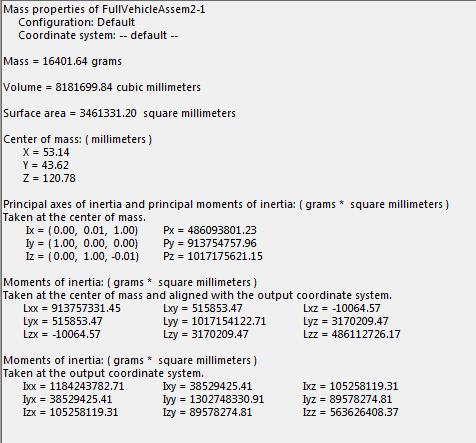 Mass properties of FullVehicleAssem2-1
Configuration: Default
Coordinate system: -- default --
Mass = 16401.64 grams
Volume = 8181699.84 cubic millimeters
Surface area = 3461331.20 square millimeters
Center of mass: ( millimeters )
X = 53.14
Y = 43.62
Z = 120.78
Principal axes of inertia and principal moments of inertia: ( grams * square millimeters )
Taken at the center of mass.
Ix = ( 0.00, 0.01, 1.00) Px = 486093801.23
Iy = ( 1.00, 0.00, 0.00) Py = 913754757.96
Iz = ( 0.00, 1.00, -0.01) Pz = 1017175621.15
Moments of inertia: ( grams * square millimeters )
Taken at the center of mass and aligned with the output coordinate system.
Lxx = 913757331.45 Lxy = 515853.47 Lxz = -10064.57
Lyx = 515853.47 Lyy = 1017154122.71 Lyz = 3170209.47
Lzx = -10064.57 Lzy = 3170209.47 Lzz = 486112726.17
Moments of inertia: ( grams * square millimeters )
Taken at the output coordinate system.
Ixx = 1184243782.71 Ixy = 38529425.41 Ixz = 105258119.31
Iyx = 38529425.41 Iyy = 1302748330.91 Iyz = 89578274.81
Izx = 105258119.31 Izy = 89578274.81 Izz = 563626408.37